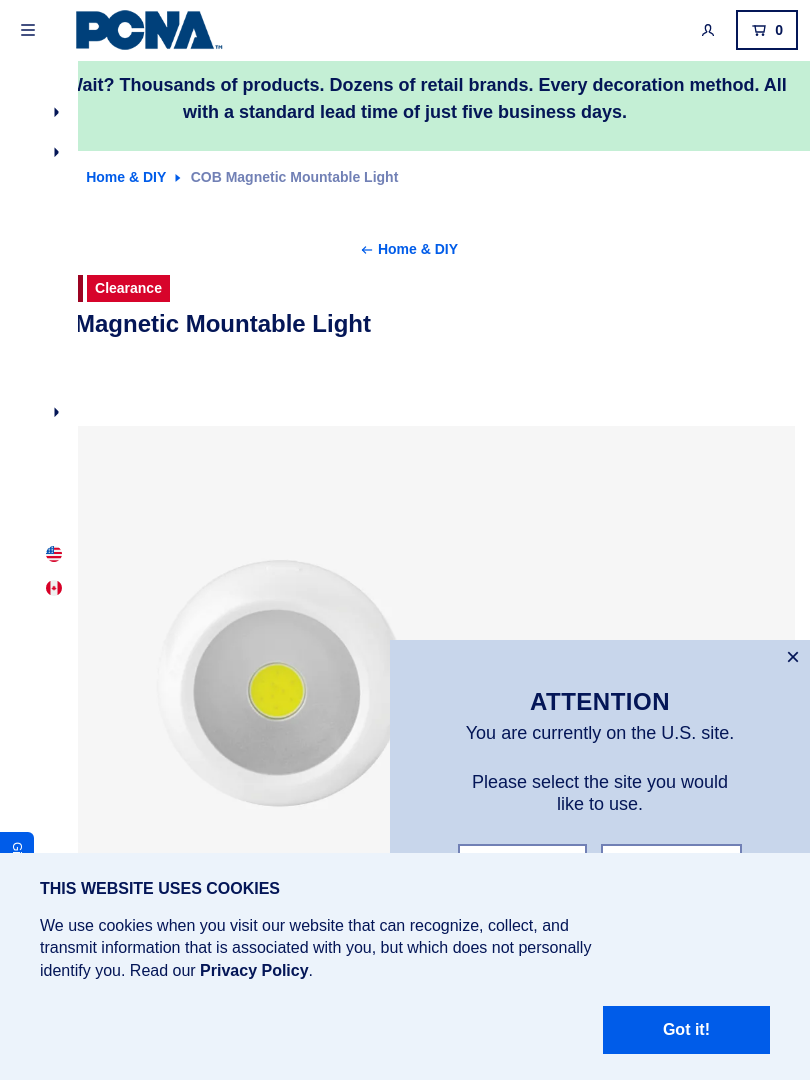 PCNA™
0
Wait? Thousands of products. Dozens of retail brands. Every decoration method. All
with a standard lead time of just five business days.
Home & DIY
COB Magnetic Mountable Light
Home & DIY
Clearance
Magnetic Mountable Light
ATTENTION
You are currently on the U.S. site.
Please select the site you would
like to use.
THIS WEBSITE USES COOKIES
We use cookies when you visit our website that can recognize, collect, and
transmit information that is associated with you, but which does not personally
identify you. Read our Privacy Policy.
Got it!